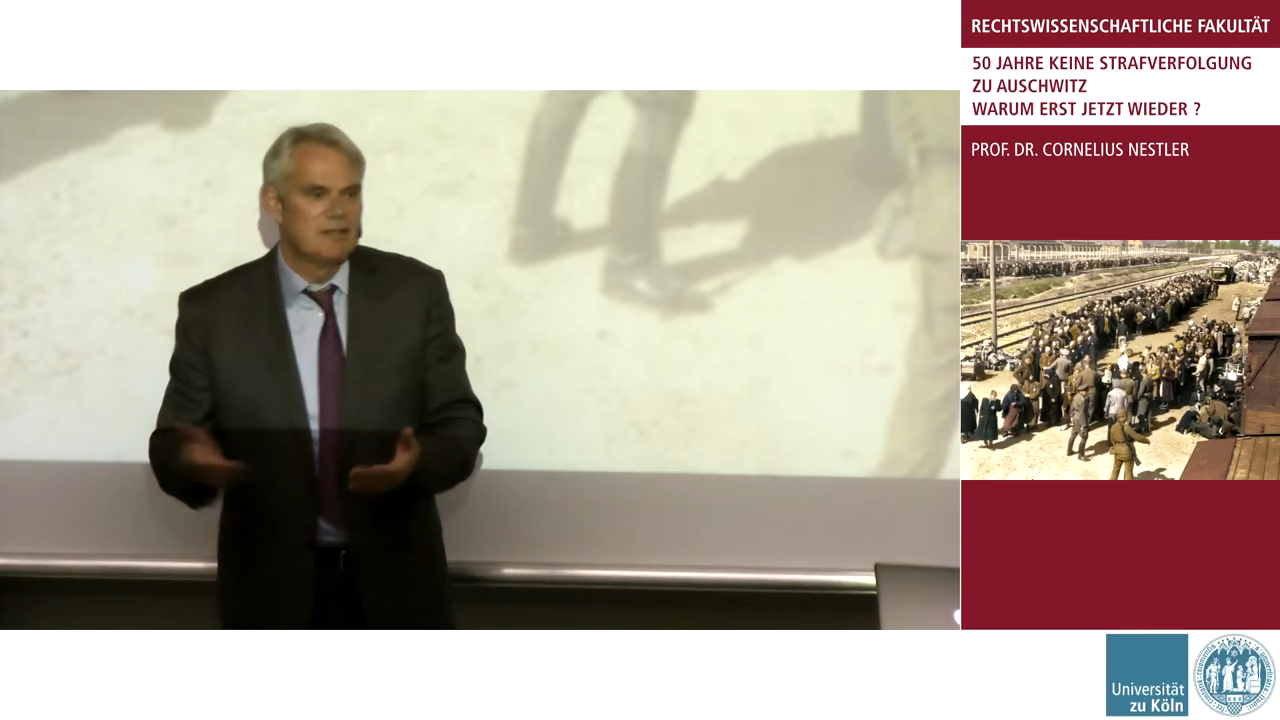 RECHTSWISSENSCHAFTLICHE FAKULTÄT
50 JAHRE KEINE STRAFVERFOLGUNG
ZU AUSCHWITZ
WARUM ERST JETZT WIEDER ?
PROF. DR. CORNELIUS NESTLER
Universität
zu Köln